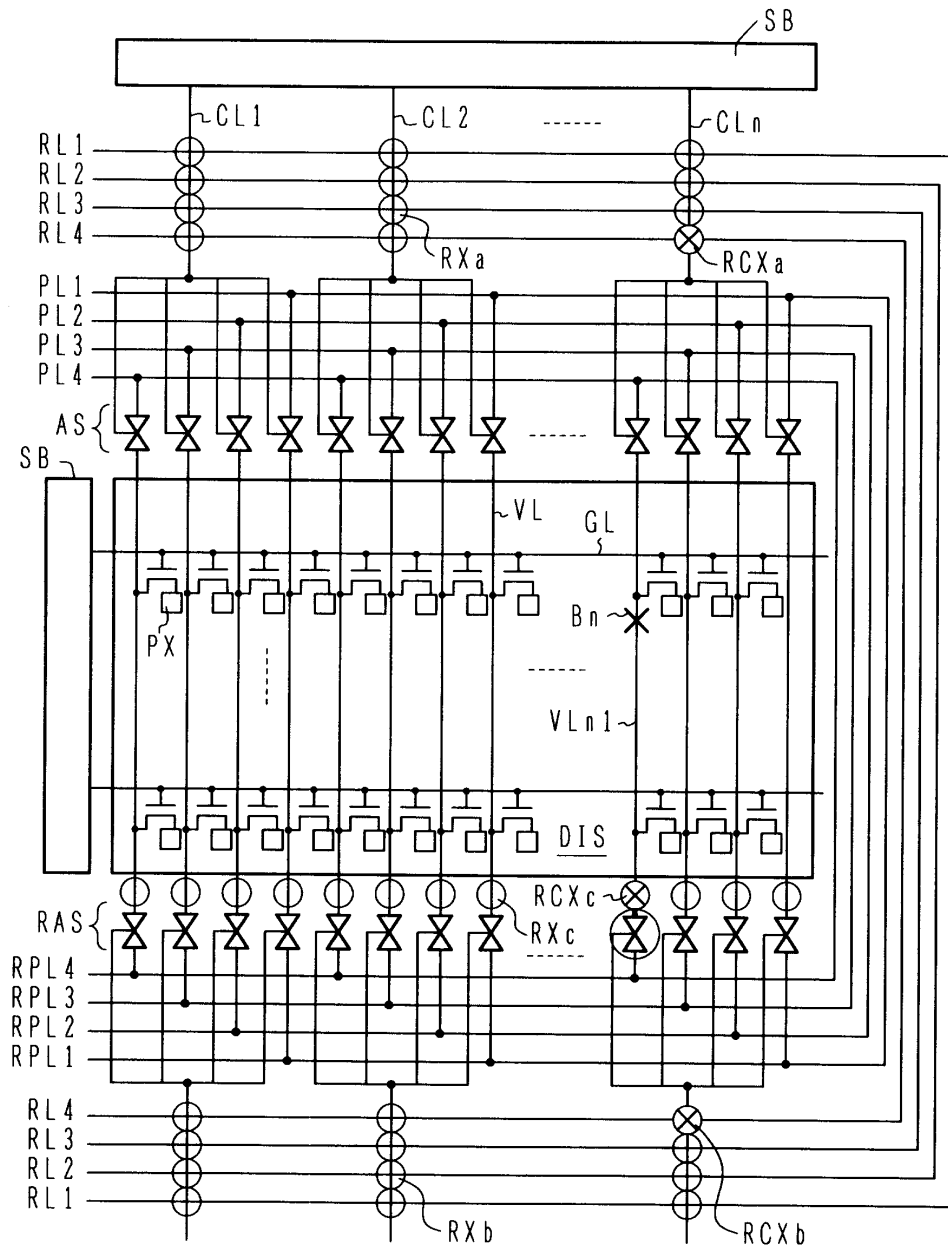 SB
CL1 CL2 CLn
RL1
RL2
RL3
RL4
RXa RCXa
PL1
PL2
PL3
PL4
AS
SB
VL
GL
PX
Bn
VLn1
DIS
RCXc
RXc
RAS
RPL4
RPL3
RPL2
RPL1
RL4
RL3
RL2
RL1
RXb RCXb